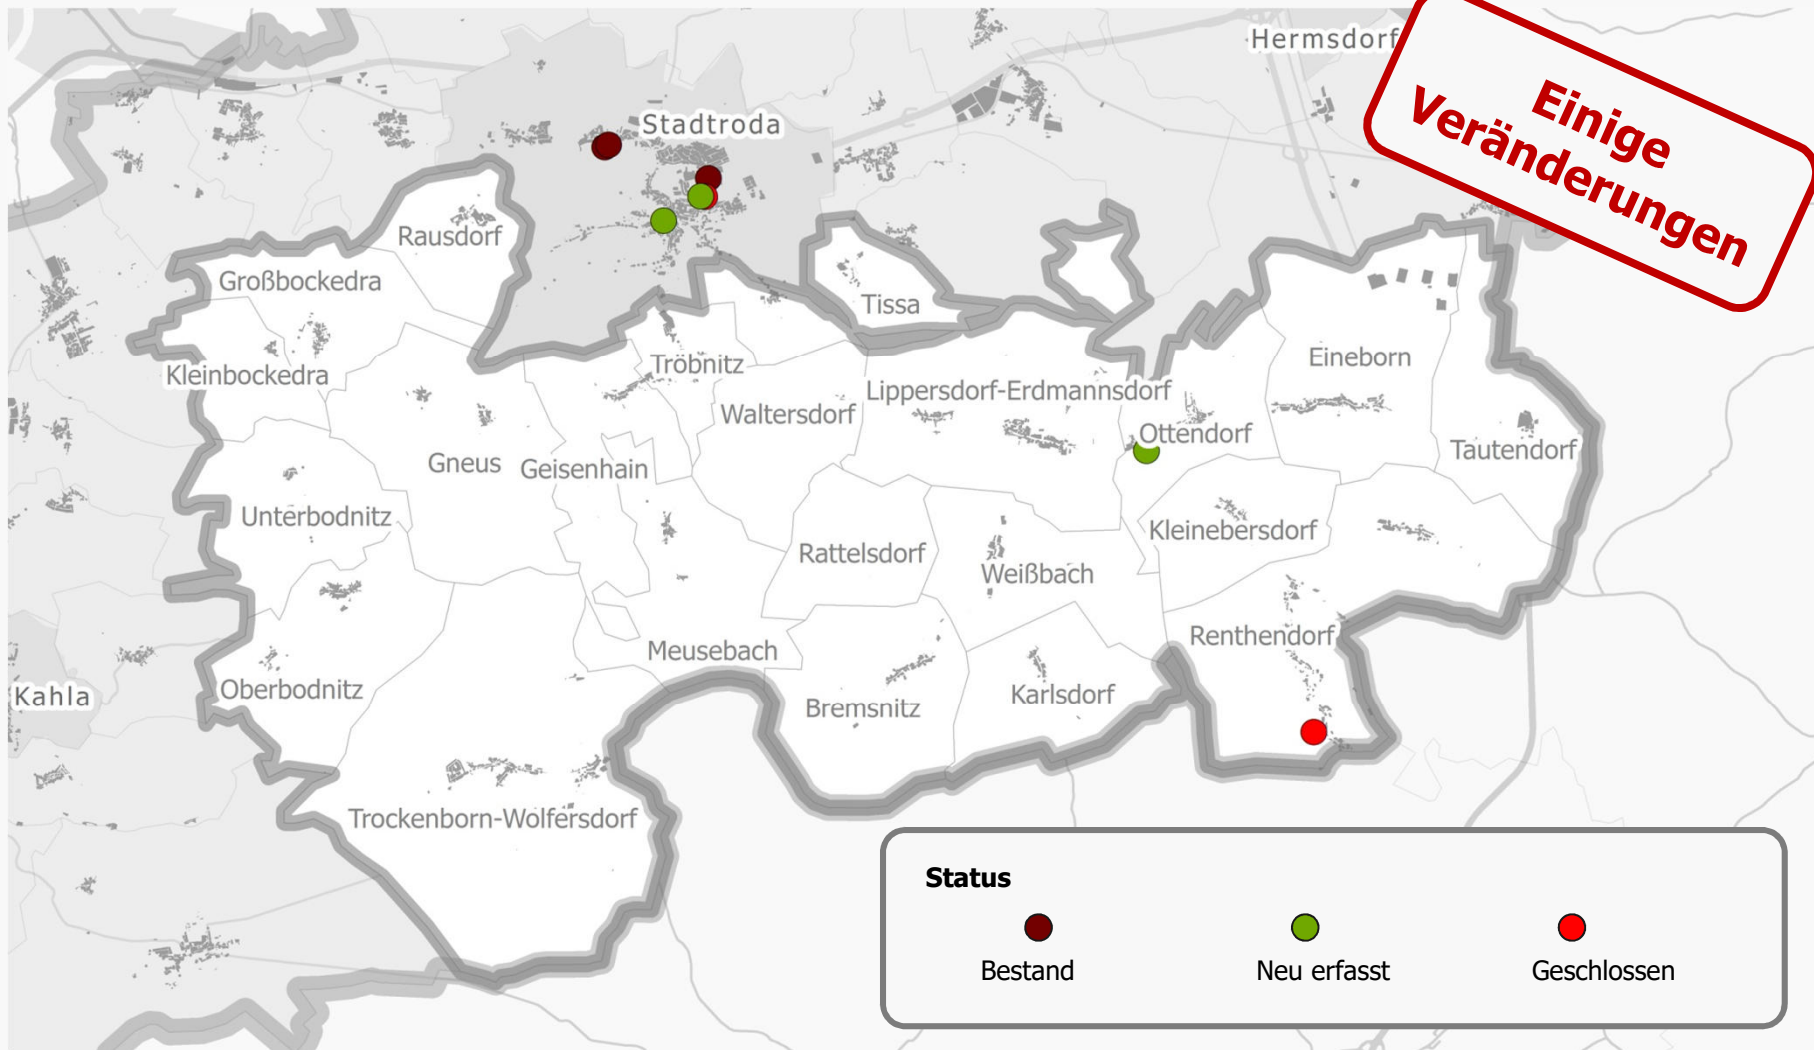 Hermsdorf
Einige
Veränderungen
Stadtroda
Rausdorf
Großbockedra
Tissa
Kleinbockedra
Tröbnitz
Eineborn
Lippersdorf-Erdmannsdorf
Waltersdorf
Ottendorf
Tautendorf
Gneus
Geisenhain
Unterbodnitz
Kleinebersdorf
Rattelsdorf
Weißbach
Renthendorf
Meusebach
Oberbodnitz
Kahla
Karlsdorf
Bremsnitz
Trockenborn-Wolfersdorf
Status
Bestand
Neu erfasst
Geschlossen